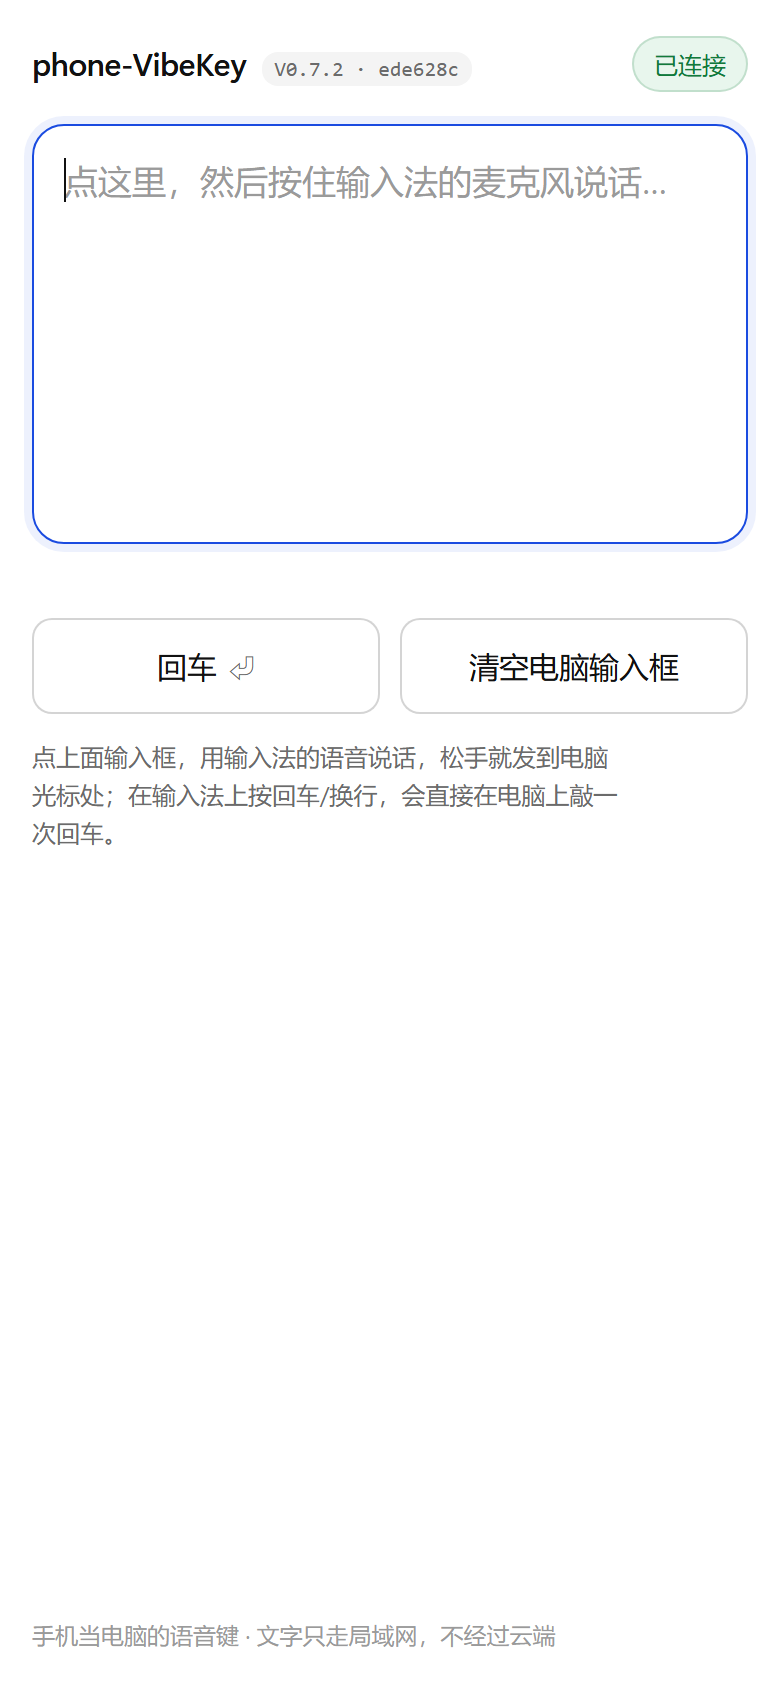 phone-VibeKey V0.7.2 · ede628c 已连接
点这里，然后按住输入法的麦克风说话...
回车 ⏎ 清空电脑输入框
点上面输入框，用输入法的语音说话，松手就发到电脑
光标处；在输入法上按回车/换行，会直接在电脑上敲一
次回车。
手机当电脑的语音键 · 文字只走局域网，不经过云端